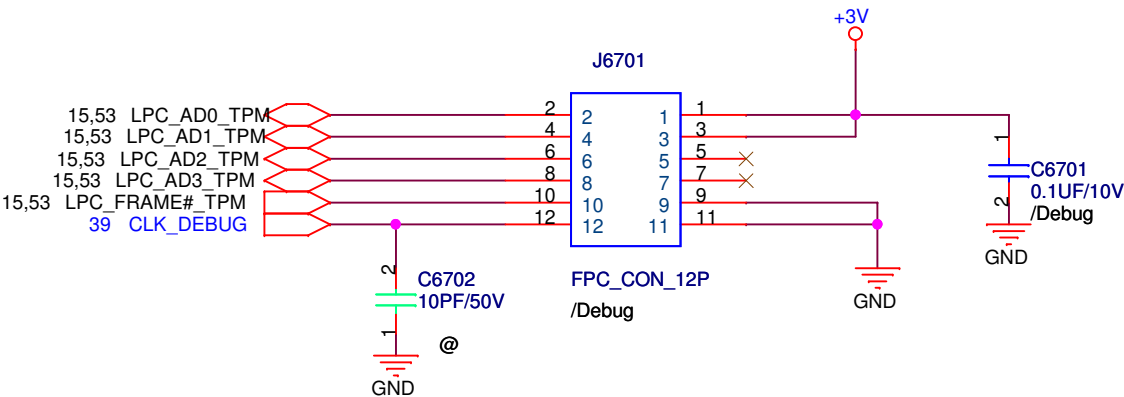 +3V
J6701
15,53 LPC_AD0_TPM 2 2 1 1
15,53 LPC_AD1_TPM 4 4 3 3
15,53 LPC_AD2_TPM 6 6 5 5
15,53 LPC_AD3_TPM 8 8 7 7
15,53 LPC_FRAME#_TPM 10 10 9 9
39 CLK_DEBUG 12 12 11 11
1
C6701
0.1UF/10V
2
/Debug
GND
2
C6702
10PF/50V
1
@
GND
FPC_CON_12P
/Debug
GND